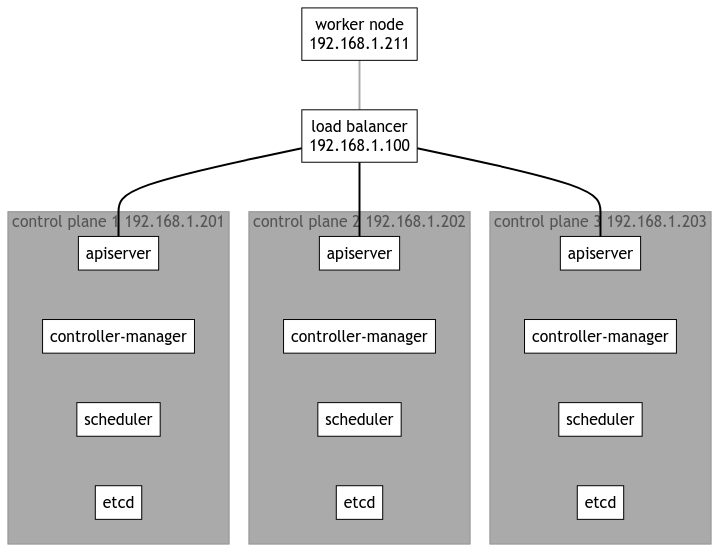 worker node
192.168.1.211
load balancer
192.168.1.100
control plane 1 192.168.1.201
control plane 2 192.168.1.202
control plane 3 192.168.1.203
apiserver
apiserver
apiserver
controller-manager
controller-manager
controller-manager
scheduler
scheduler
scheduler
etcd
etcd
etcd